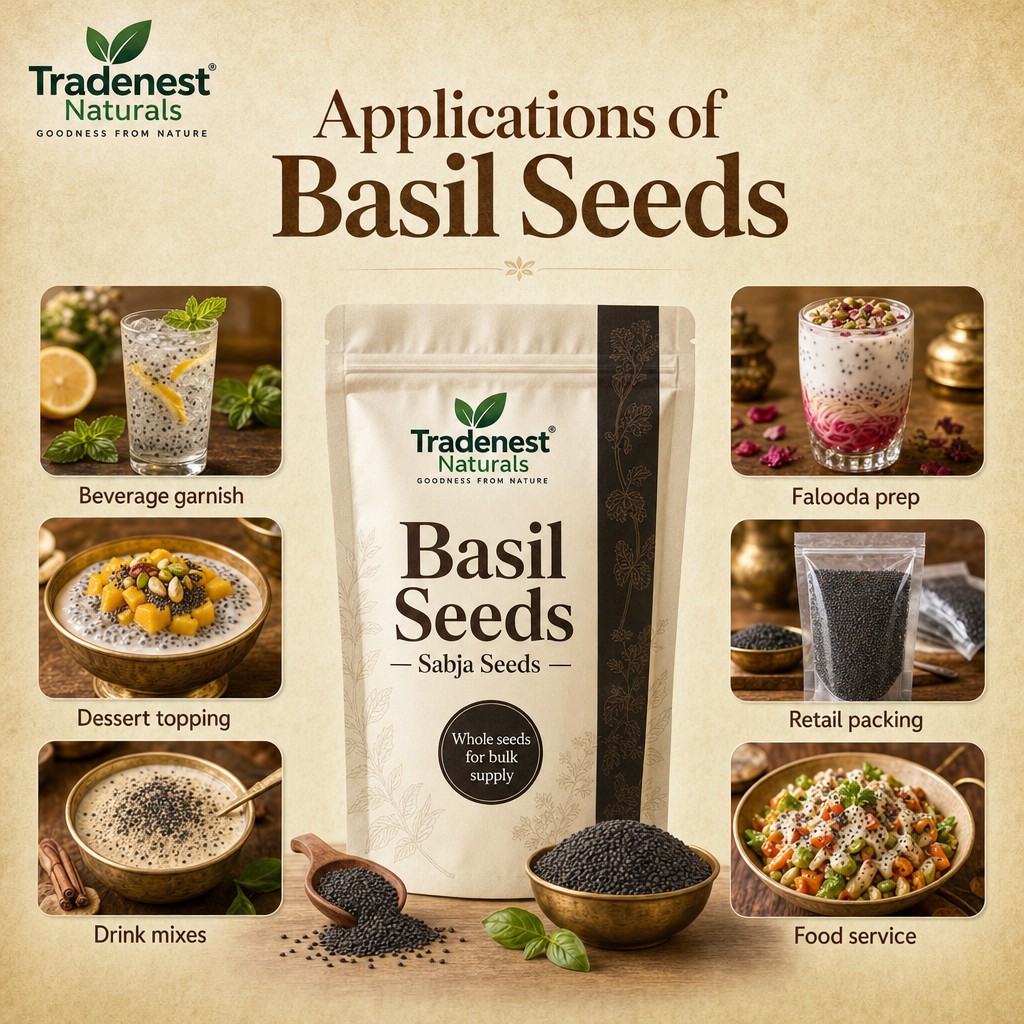 Tradenest®
Naturals
GOODNESS FROM NATURE
Applications of
Basil Seeds
Beverage garnish
Dessert topping
Drink mixes
Tradenest®
Naturals
GOODNESS FROM NATURE
Basil
Seeds
— Sabja Seeds —
Whole seeds
for bulk
supply
Falooda prep
Retail packing
Food service